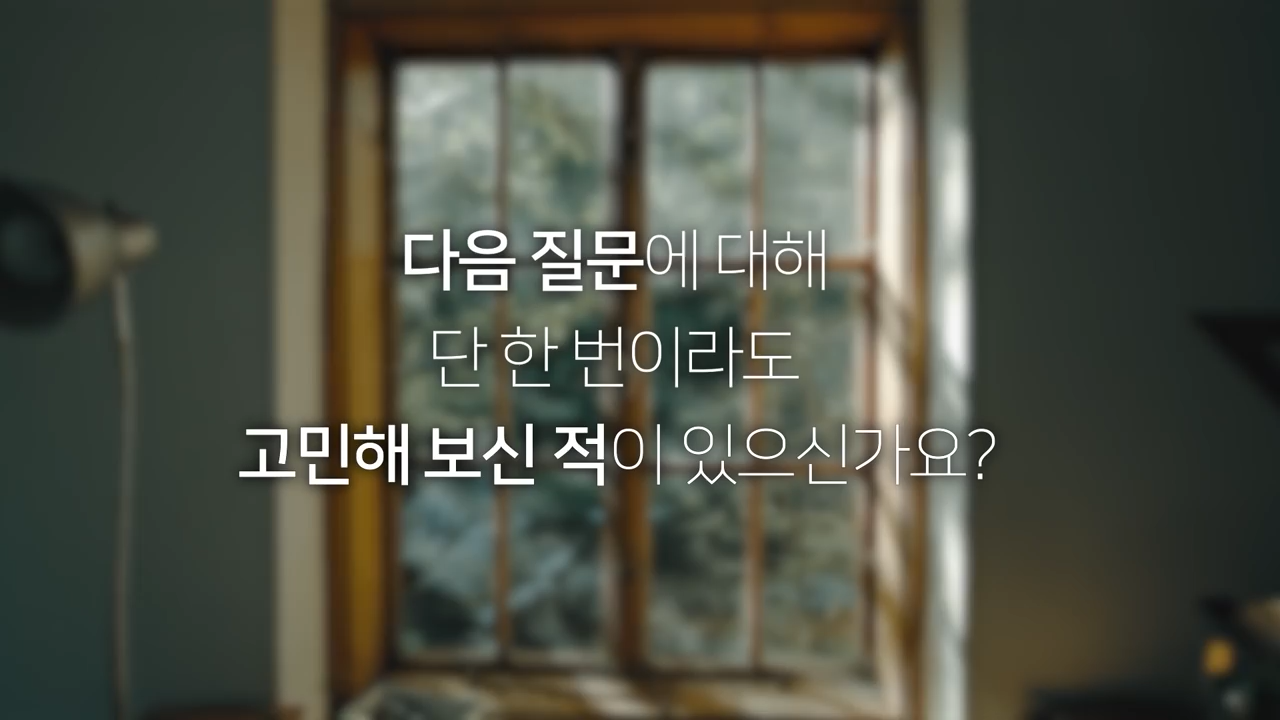 다음 질문에 대해
단 한 번이라도
고민해 보신 적이 있으신가요?